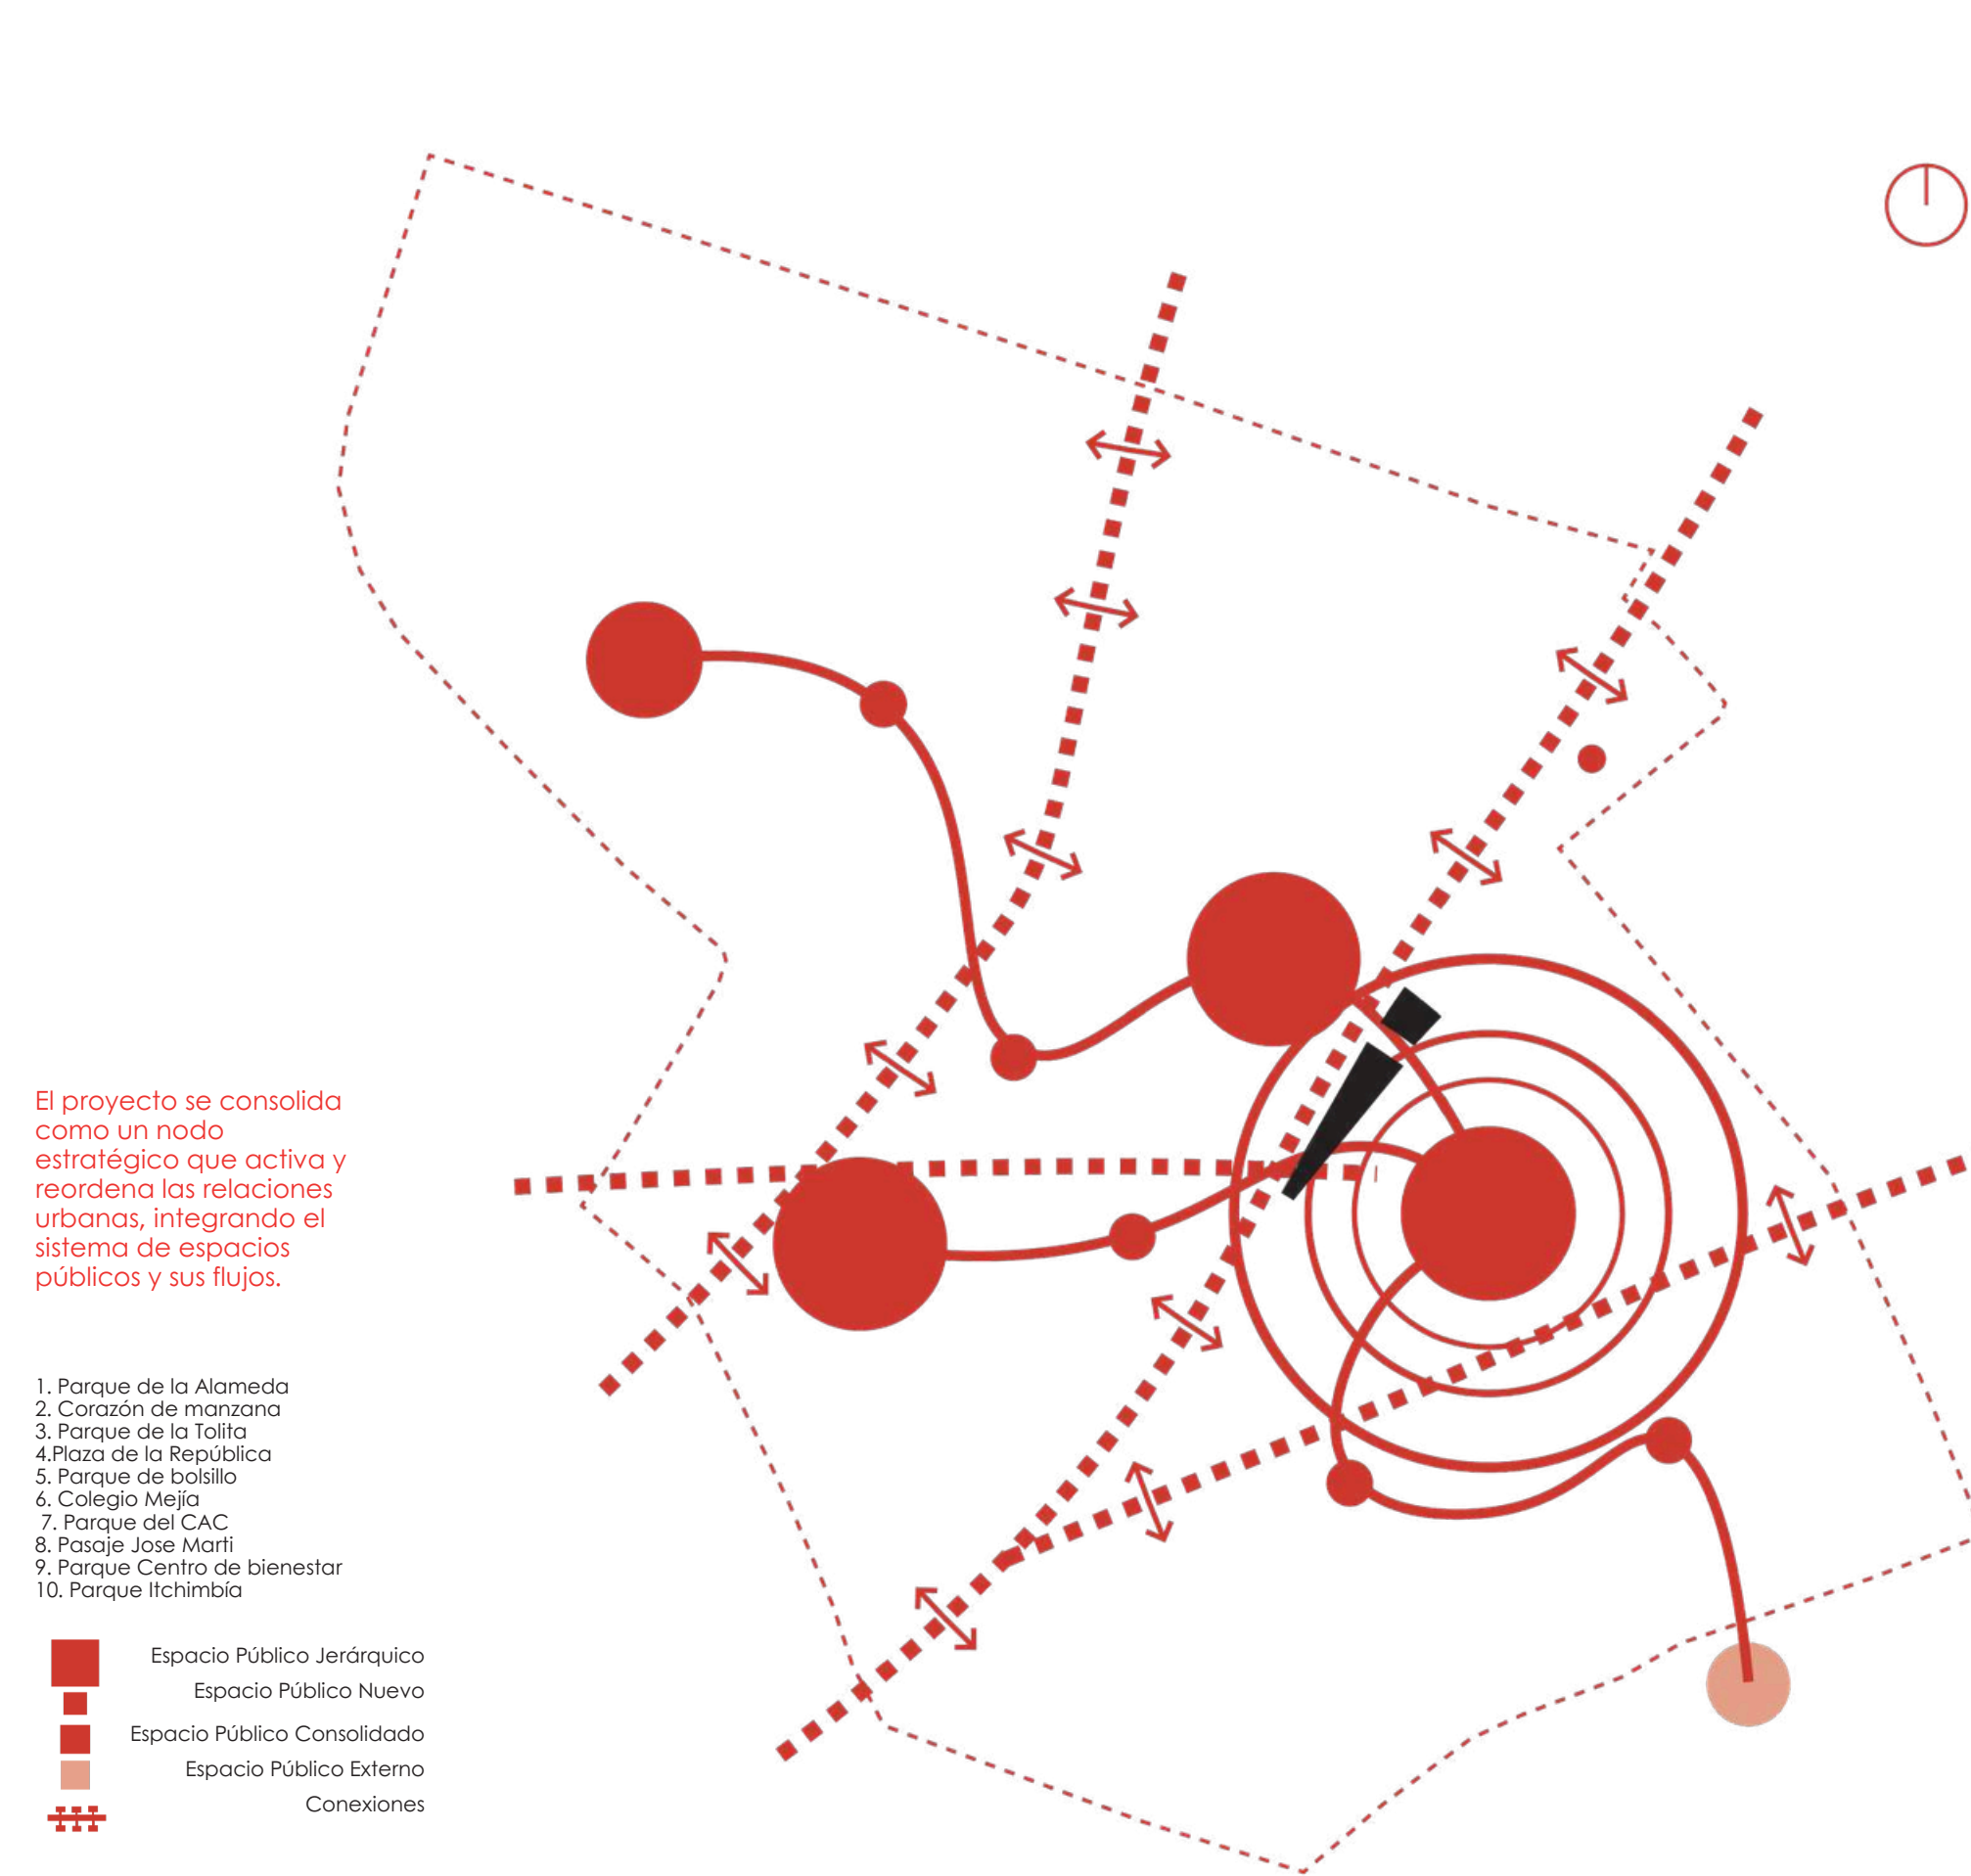 El proyecto se consolida
como un nodo
estratégico que activa y
reordena las relaciones
urbanas, integrando el
sistema de espacios
públicos y sus flujos.
1. Parque de la Alameda
2. Corazón de manzana
3. Parque de la Tolita
4.Plaza de la República
5. Parque de bolsillo
6. Colegio Mejía
7. Parque del CAC
8. Pasaje Jose Marti
9. Parque Centro de bienestar
10. Parque Itchimbía
Espacio Público Jerárquico
Espacio Público Nuevo
Espacio Público Consolidado
Espacio Público Externo
Conexiones